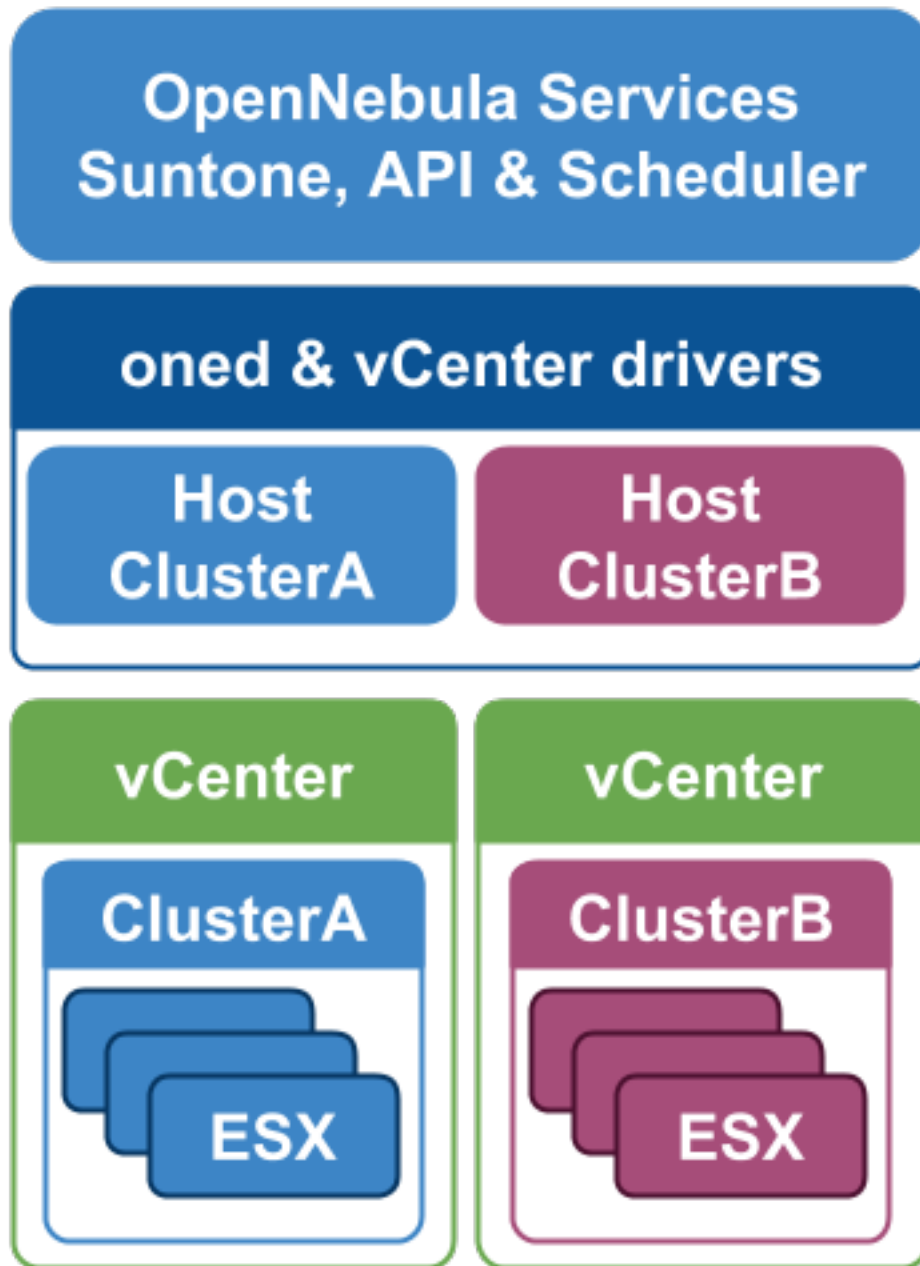 OpenNebula Services
Suntone, API & Scheduler
oned & vCenter drivers
Host
ClusterA
Host
ClusterB
vCenter
vCenter
ClusterA
ClusterB
ESX
ESX